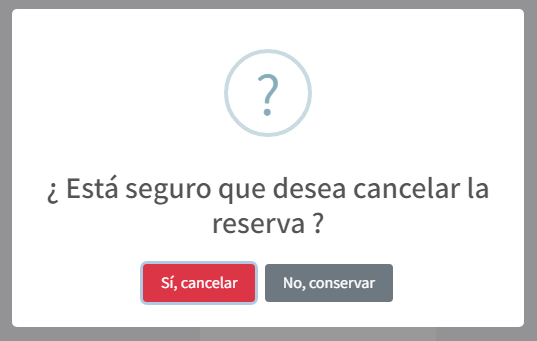 ?
¿ Está seguro que desea cancelar la
reserva ?
Sí, cancelar
No, conservar